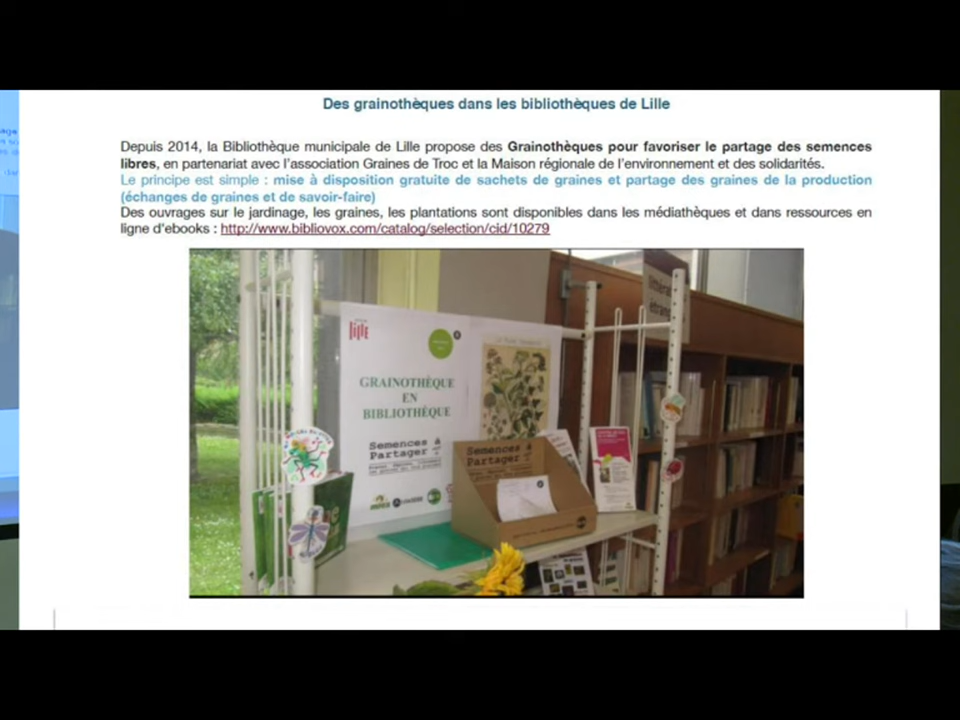 Des grainothèques dans les bibliothèques de Lille
Depuis 2014, la Bibliothèque municipale de Lille propose des Grainothèques pour favoriser le partage des semences
libres, en partenariat avec l'association Graines de Troc et la Maison régionale de l'environnement et des solidarités.
Le principe est simple : mise à disposition gratuite de sachets de graines et partage des graines de la production
(échanges de graines et de savoir-faire)
Des ouvrages sur le jardinage, les graines, les plantations sont disponibles dans les médiathèques et dans ressources en
ligne d'ebooks : http://www.bibliovox.com/catalog/selection/cid/10279
lille
GRAINOTHÈQUE
EN
BIBLIOTHÈQUE
Semences à
Partager
Semences à
Partager